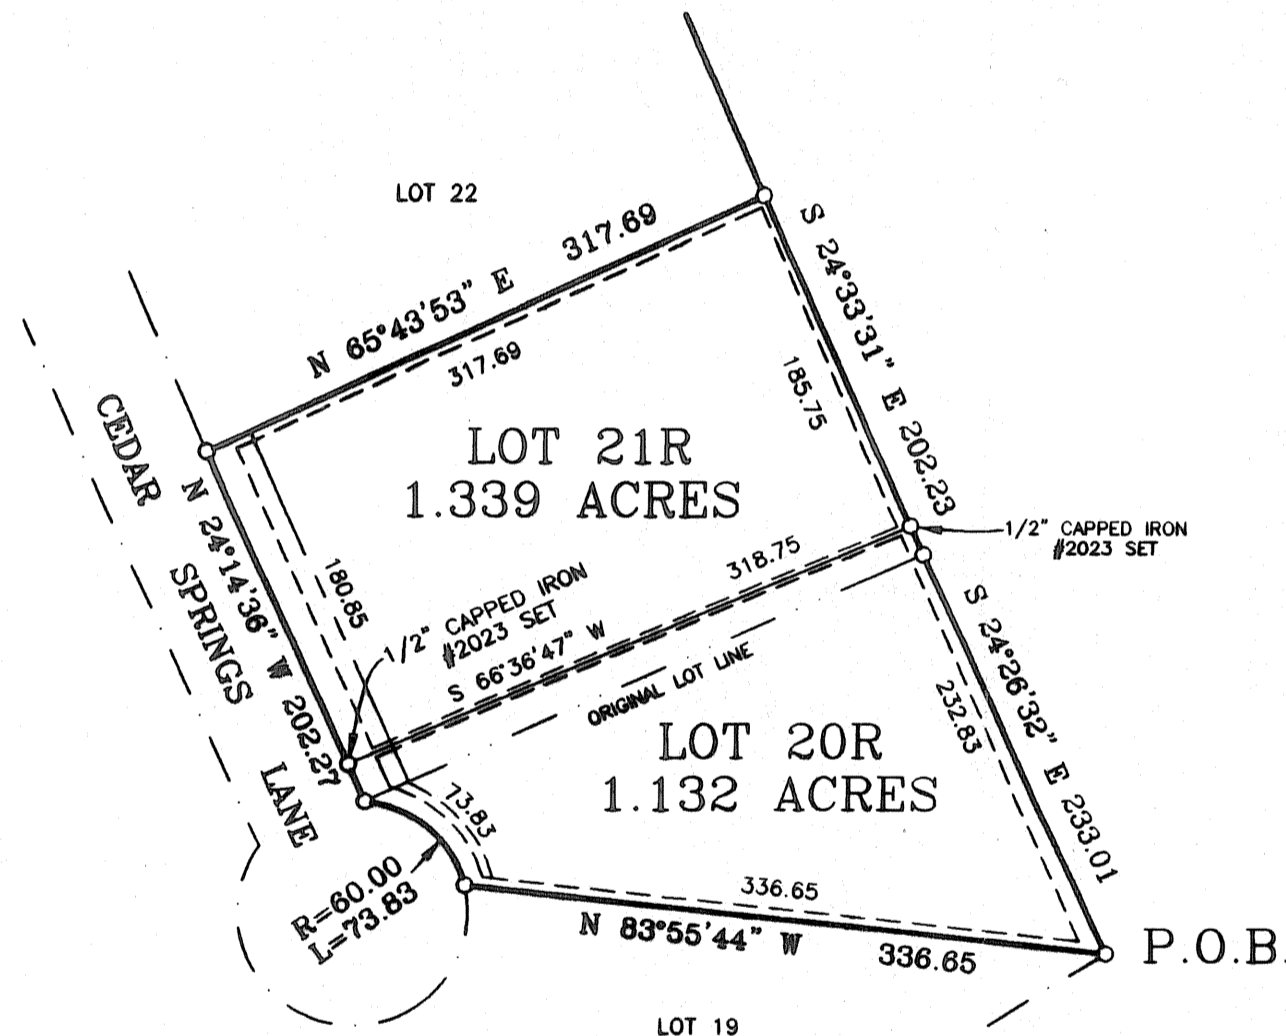 LOT 22
N 65°43'53" E 317.69
317.69
S 24°33'31" E 202.23
185.75
LOT 21R
1.339 ACRES
CEDAR
SPRINGS
LANE
N 24°14'36" W 202.27
180.85
1/2" CAPPED IRON
#2023 SET
1/2" CAPPED IRON
#2023 SET
318.75
S 66°36'47" W
ORIGINAL LOT LINE
S 24°26'32" E 233.01
232.83
LOT 20R
1.132 ACRES
73.83
R=60.00
L=73.83
336.65
N 83°55'44" W 336.65
P.O.B.
LOT 19